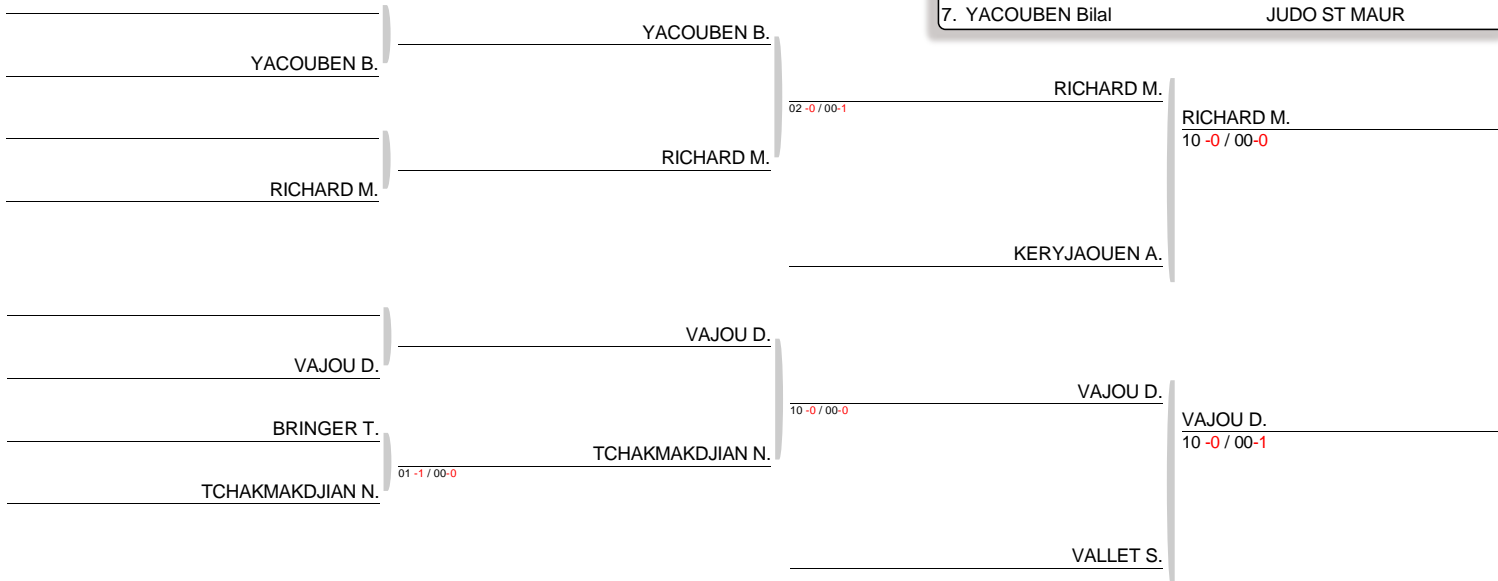 7. YACOUBEN Bilal JUDO ST MAUR
YACOUBEN B.
YACOUBEN B.
RICHARD M.
02 -0 / 00-1
RICHARD M.
10 -0 / 00-0
RICHARD M.
RICHARD M.
KERYJAOUEN A.
VAJOU D.
VAJOU D.
VAJOU D.
10 -0 / 00-0
VAJOU D.
10 -0 / 00-1
BRINGER T.
TCHAKMAKDJIAN N.
01 -1 / 00-0
TCHAKMAKDJIAN N.
VALLET S.